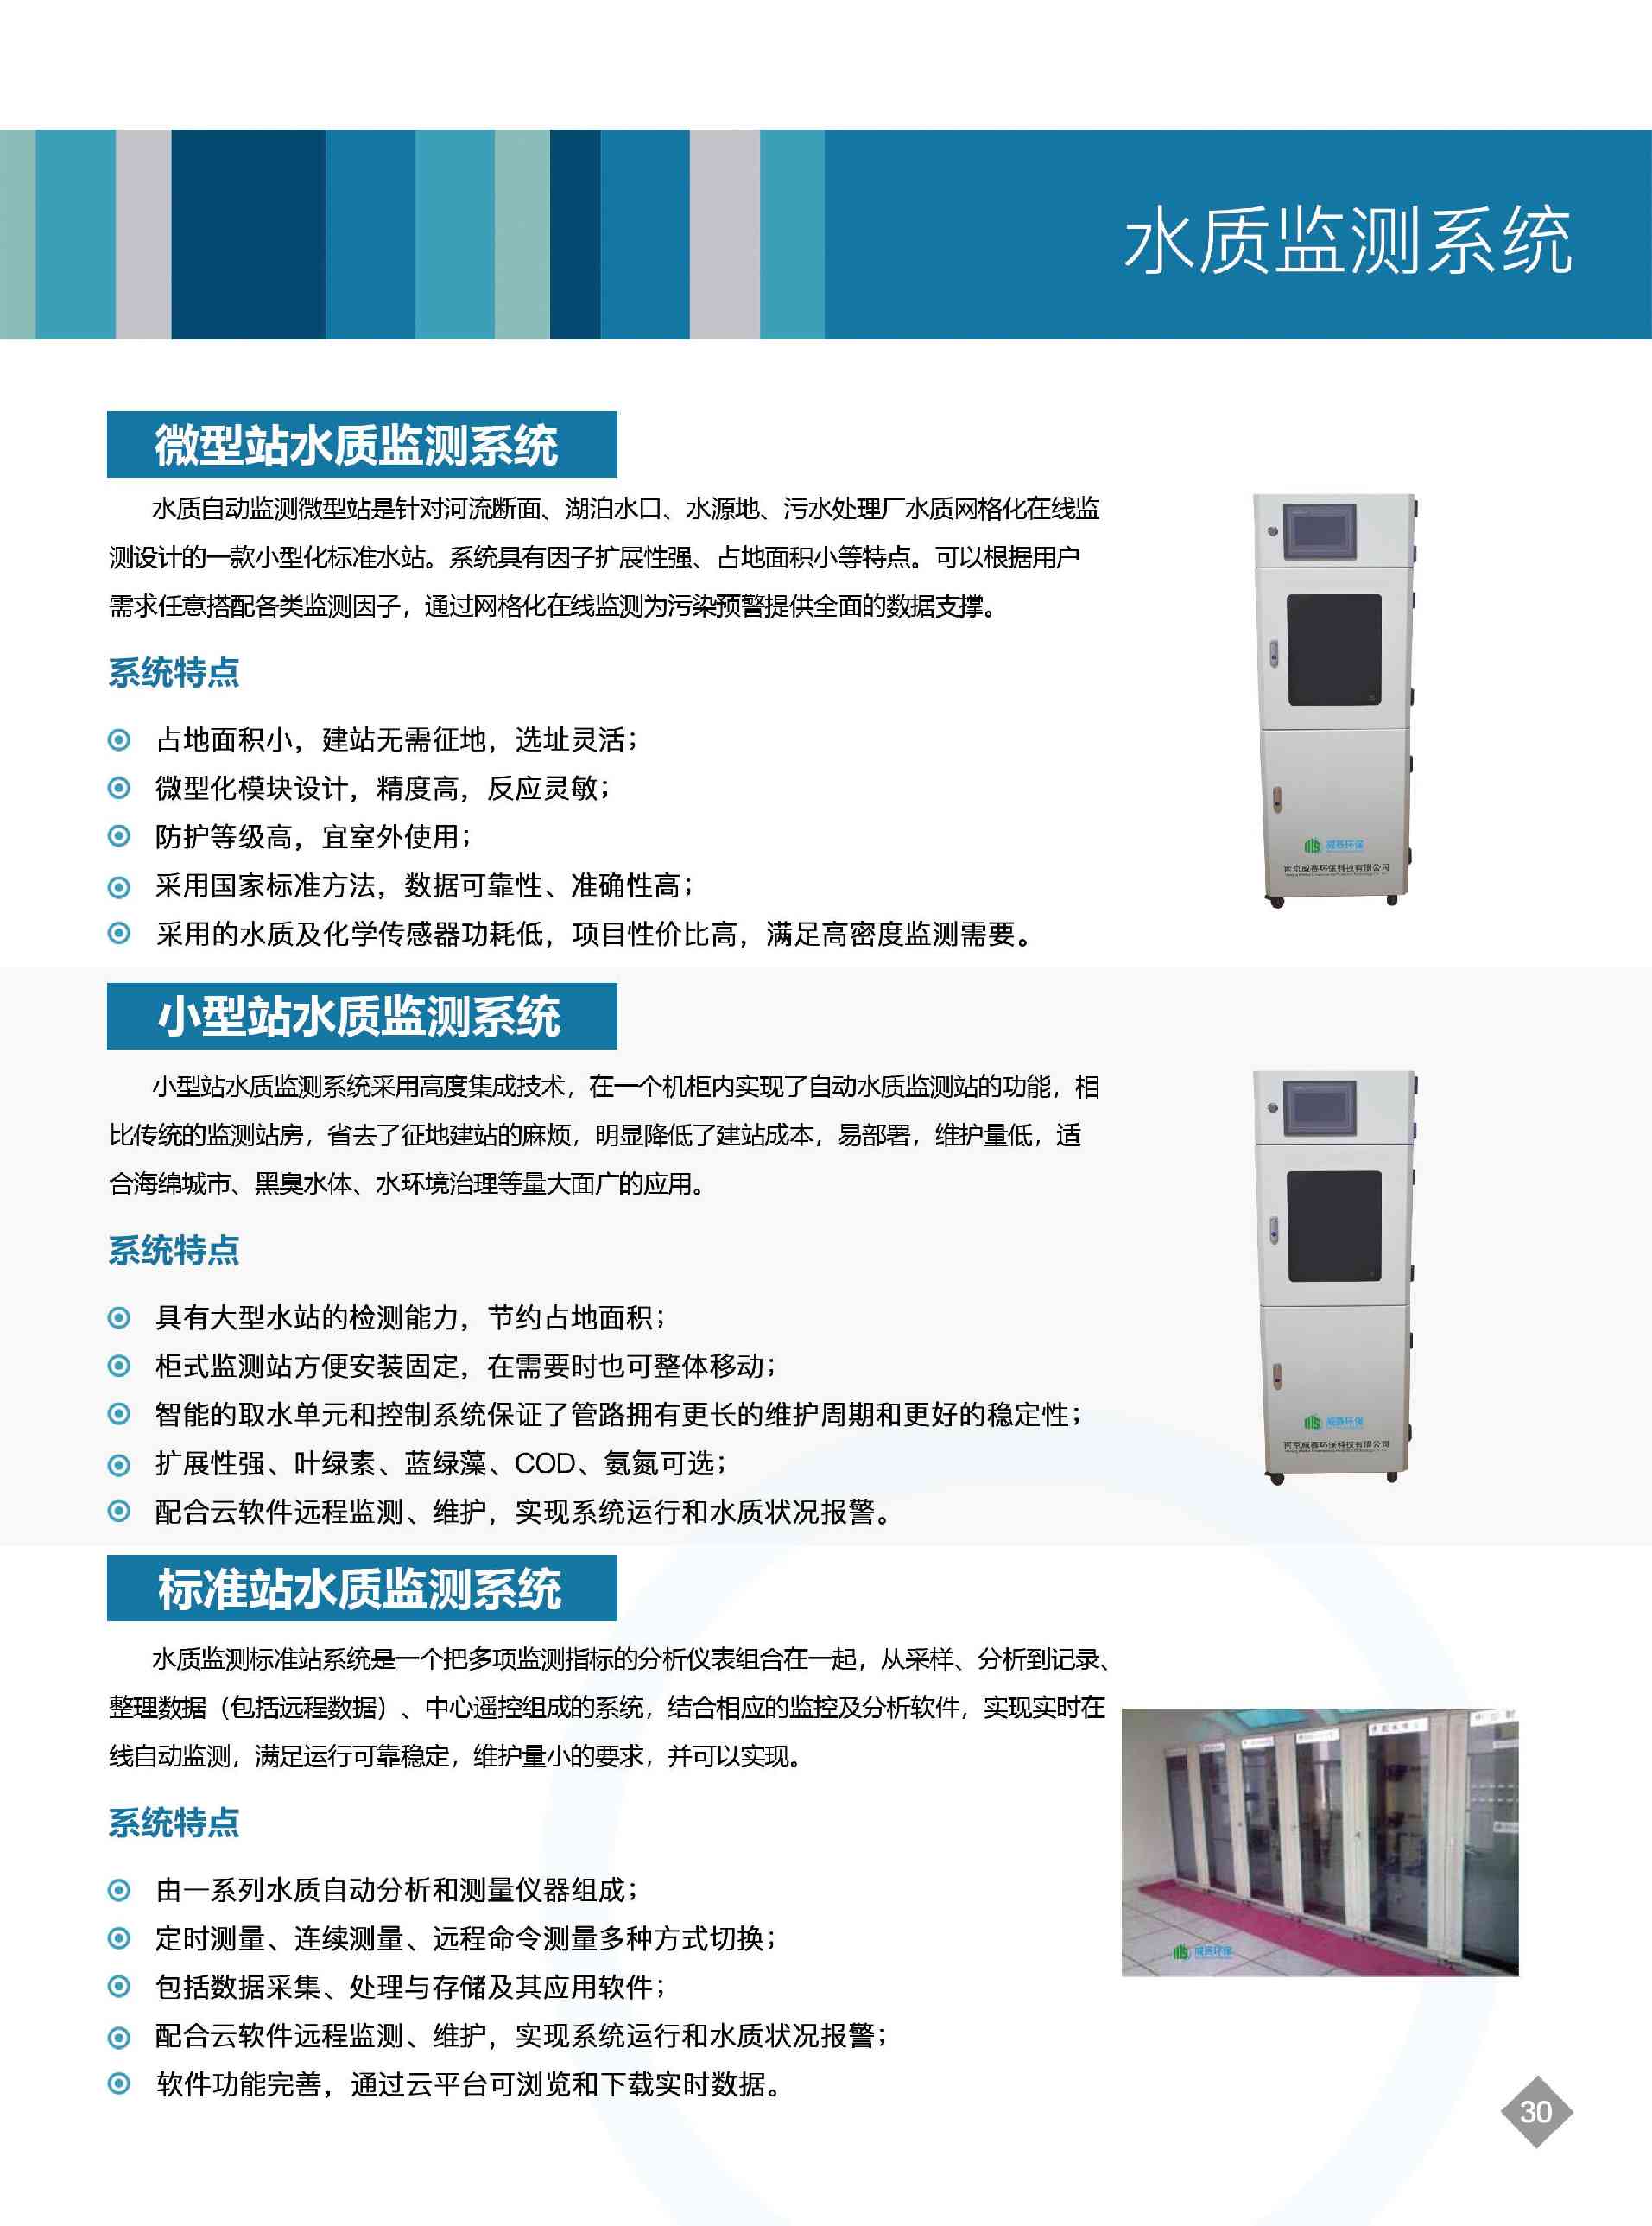 水质监测系统
微型站水质监测系统
水质自动监测微型站是针对河流断面、湖泊水口、水源地、污水处理厂水质网格化在线监
测设计的一款小型化标准水站。系统具有因子扩展性强、占地面积小等特点。可以根据用户
需求任意搭配各类监测因子，通过网格化在线监测为污染预警提供全面的数据支撑。
系统特点
占地面积小，建站无需征地，选址灵活；
微型化模块设计，精度高，反应灵敏；
防护等级高，宜室外使用；
采用国家标准方法，数据可靠性、准确性高；
采用的水质及化学传感器功耗低，项目性价比高，满足高密度监测需要。
威赛环保
南京威赛环保科技有限公司
小型站水质监测系统
小型站水质监测系统采用高度集成技术，在一个机柜内实现了自动水质监测站的功能，相
比传统的监测站房，省去了征地建站的麻烦，明显降低了建站成本，易部署，维护量低，适
合海绵城市、黑臭水体、水环境治理等量大面广的应用。
系统特点
具有大型水站的检测能力，节约占地面积；
柜式监测站方便安装固定，在需要时也可整体移动；
智能的取水单元和控制系统保证了管路拥有更长的维护周期和更好的稳定性；
扩展性强、叶绿素、蓝绿藻、COD、氨氮可选；
配合云软件远程监测、维护，实现系统运行和水质状况报警。
威赛环保
南京威赛环保科技有限公司
标准站水质监测系统
水质监测标准站系统是一个把多项监测指标的分析仪表组合在一起，从采样、分析到记录、
整理数据（包括远程数据）、中心遥控组成的系统，结合相应的监控及分析软件，实现实时在
线自动监测，满足运行可靠稳定，维护量小的要求，并可以实现。
系统特点
由一系列水质自动分析和测量仪器组成；
定时测量、连续测量、远程命令测量多种方式切换；
包括数据采集、处理与存储及其应用软件；
配合云软件远程监测、维护，实现系统运行和水质状况报警；
软件功能完善，通过云平台可浏览和下载实时数据。
威赛环保
30